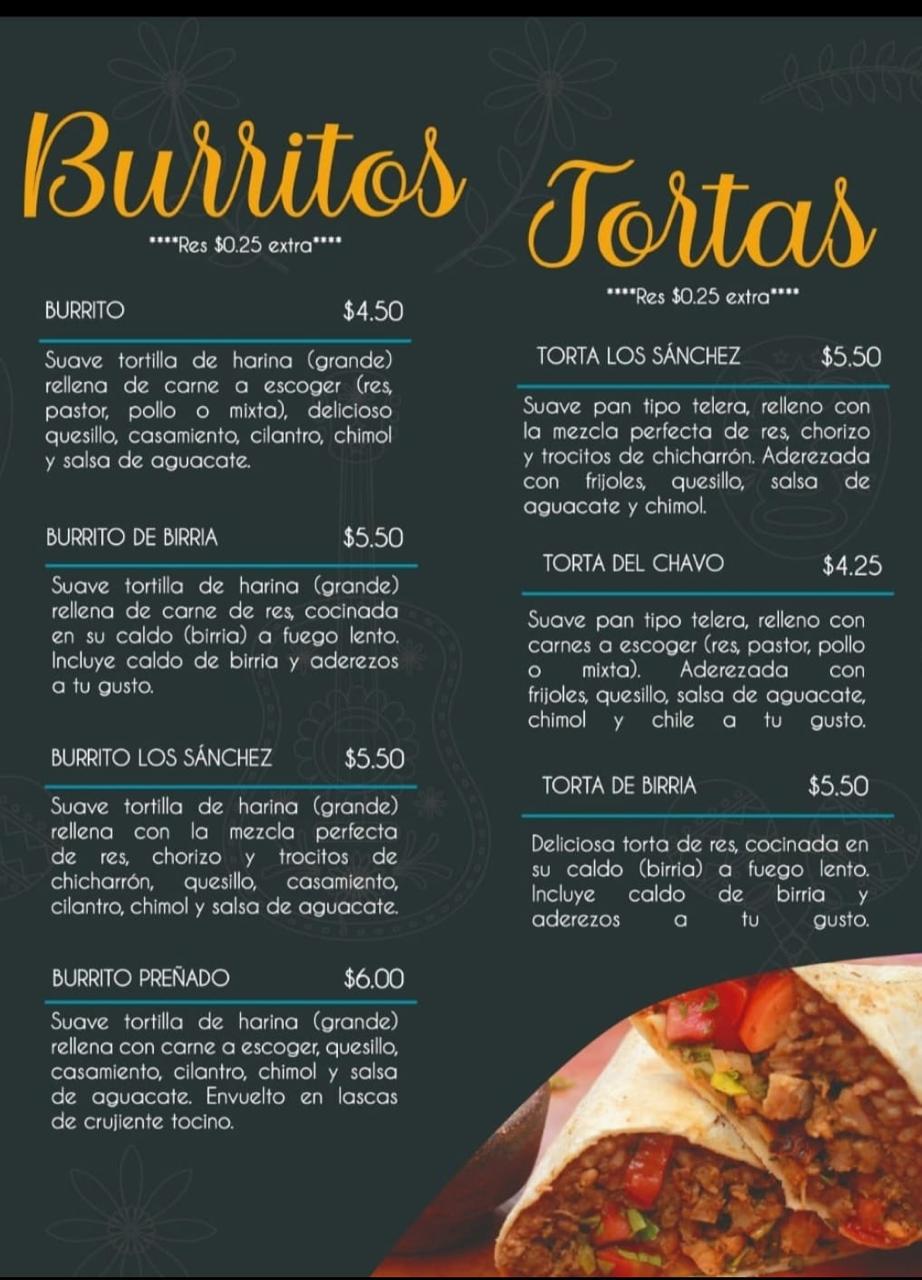 Burritos
****Res $0.25 extra****
BURRITO $4.50
Suave tortilla de harina (grande)
rellena de carne a escoger (res,
pastor, pollo o mixta), delicioso
quesillo, casamiento, cilantro, chimol
y salsa de aguacate.
BURRITO DE BIRRIA $5.50
Suave tortilla de harina (grande)
rellena de carne de res, cocinada
en su caldo (birria) a fuego lento.
Incluye caldo de birria y aderezos
a tu gusto.
BURRITO LOS SÁNCHEZ $5.50
Suave tortilla de harina (grande)
rellena con la mezcla perfecta
de res, chorizo y trocitos de
chicharrón, quesillo, casamiento,
cilantro, chimol y salsa de aguacate.
BURRITO PREÑADO $6.00
Suave tortilla de harina (grande)
rellena con carne a escoger, quesillo,
casamiento, cilantro, chimol y salsa
de aguacate. Envuelto en lascas
de crujiente tocino.
Tortas
****Res $0.25 extra****
TORTA LOS SÁNCHEZ $5.50
Suave pan tipo telera, relleno con
la mezcla perfecta de res, chorizo
y trocitos de chicharrón. Aderezada
con frijoles, quesillo, salsa de
aguacate y chimol.
TORTA DEL CHAVO $4.25
Suave pan tipo telera, relleno con
carnes a escoger (res, pastor, pollo
o mixta). Aderezada con
frijoles, quesillo, salsa de aguacate,
chimol y chile a tu gusto.
TORTA DE BIRRIA $5.50
Deliciosa torta de res, cocinada en
su caldo (birria) a fuego lento.
Incluye caldo de birria y
aderezos a tu gusto.